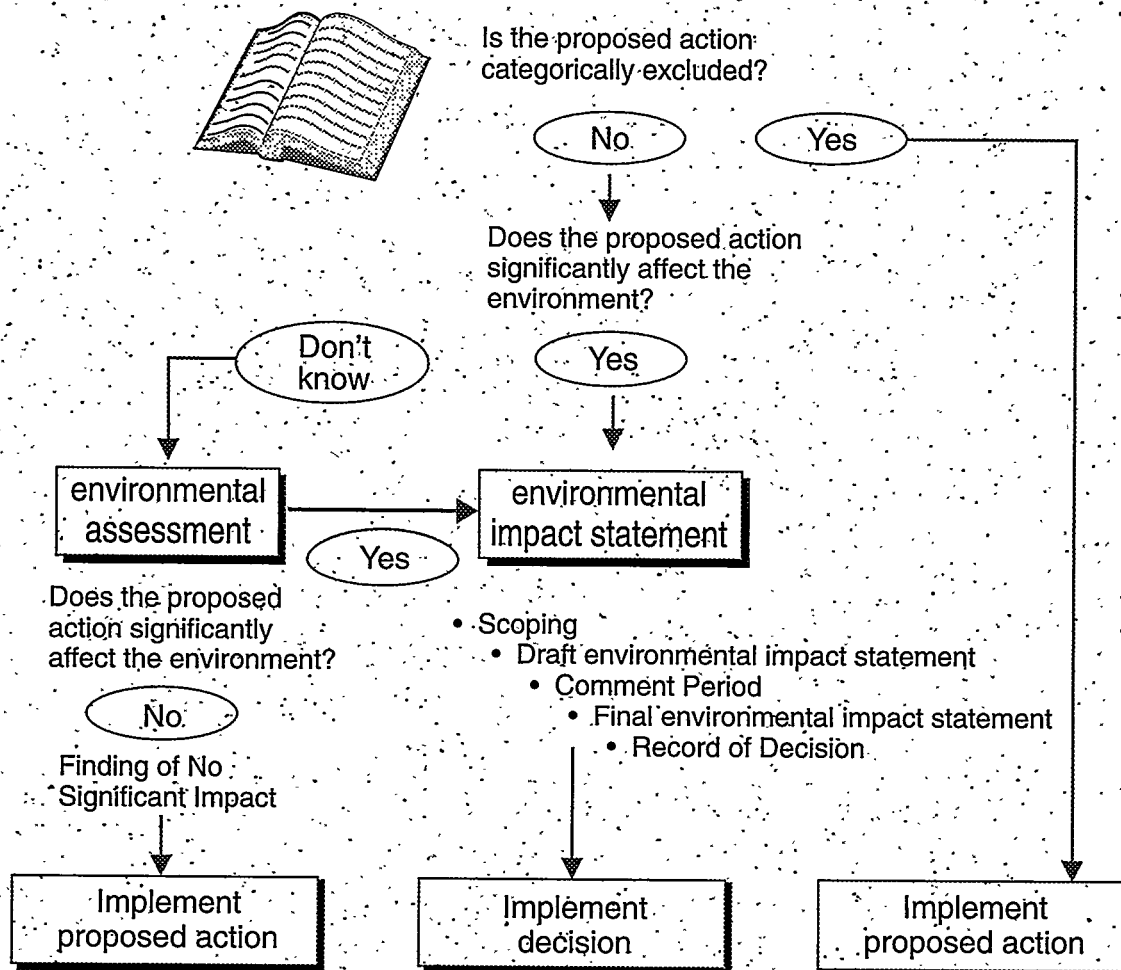 Is the proposed action
categorically excluded?
No
Yes
Does the proposed action
significantly affect the
environment?
Don't
know
Yes
environmental
assessment
Yes
environmental
impact statement
Does the proposed
action significantly
affect the environment?
No
Finding of No
Significant Impact
• Scoping
• Draft environmental impact statement
• Comment Period
• Final environmental impact statement
• Record of Decision
Implement
proposed action
Implement
decision
Implement
proposed action